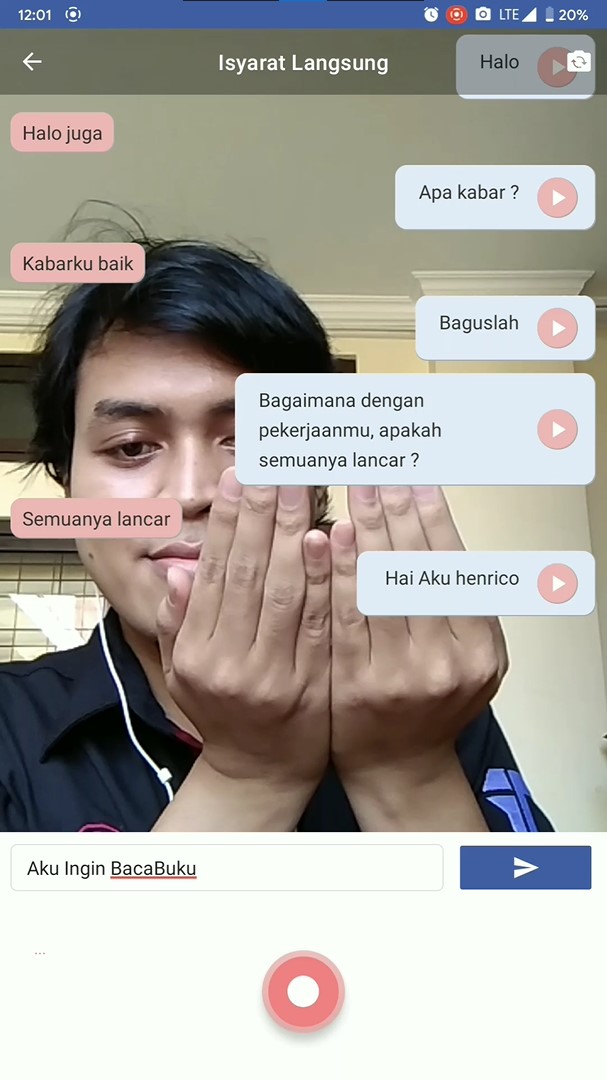 12:01
LTE
20%
Isyarat Langsung
Halo
Halo juga
Apa kabar ?
Kabarku baik
Baguslah
Bagaimana dengan
pekerjaanmu, apakah
semuanya lancar ?
Semuanya lancar
Hai Aku henrico
Aku Ingin BacaBuku
...